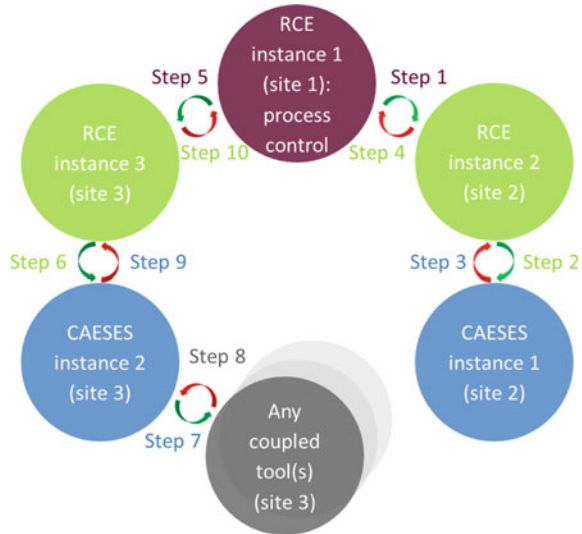 RCE
instance 1
(site 1):
process
control
Step 5
Step 1
Step 10
Step 4
RCE
instance 3
(site 3)
RCE
instance 2
(site 2)
Step 6
Step 9
Step 3
Step 2
CAESES
instance 2
(site 3)
CAESES
instance 1
(site 2)
Step 8
Step 7
Any
coupled
tool(s)
(site 3)